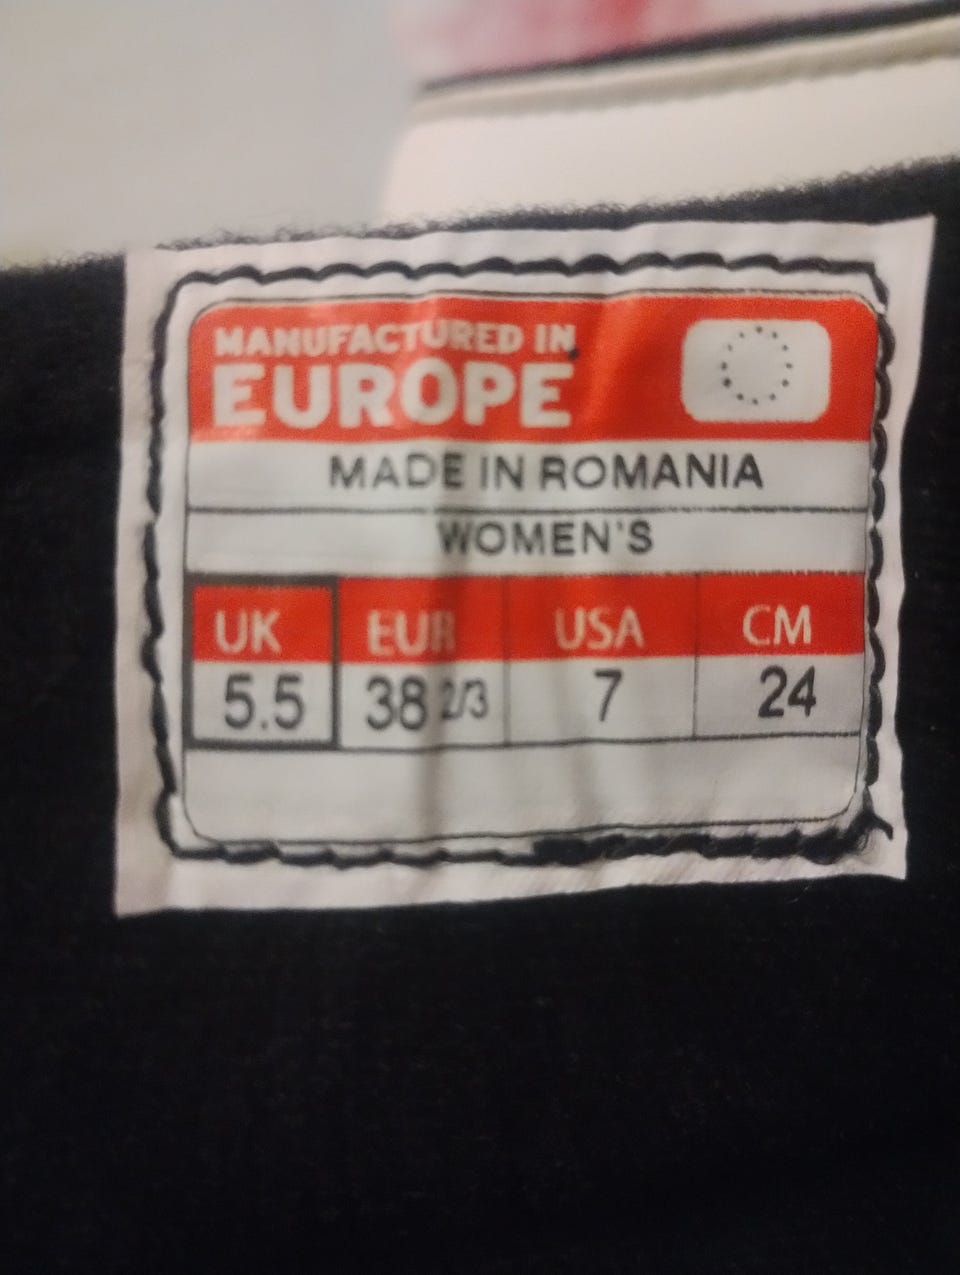 MANUFACTURED IN
EUROPE
MADE IN ROMANIA
WOMEN'S
UK EUR USA CM
5.5 38 2/3 7 24